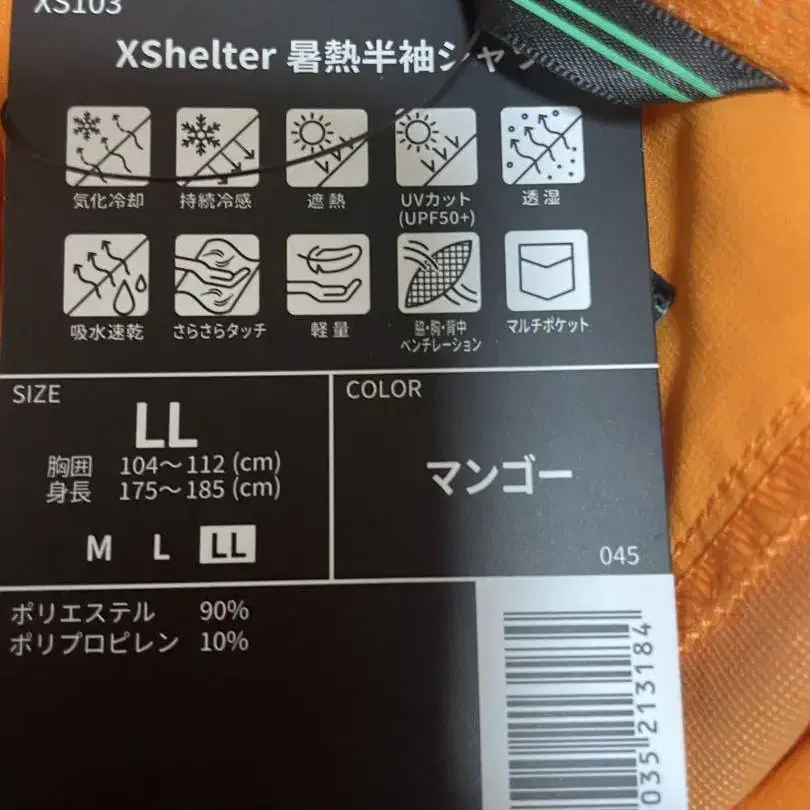 XS103
XShelter 暑熱半袖シャツ
気化冷却 持続冷感 遮熱 UVカット 透湿
(UPF50+)
吸水速乾 さらさらタッチ 軽量 脇・胸・背中 マルチポケット
ベンチレーション
SIZE
LL
胸囲 104～112 (cm)
身長 175～185 (cm)
M L LL
COLOR
マンゴー
045
ポリエステル 90%
ポリプロピレン 10%
035 213184